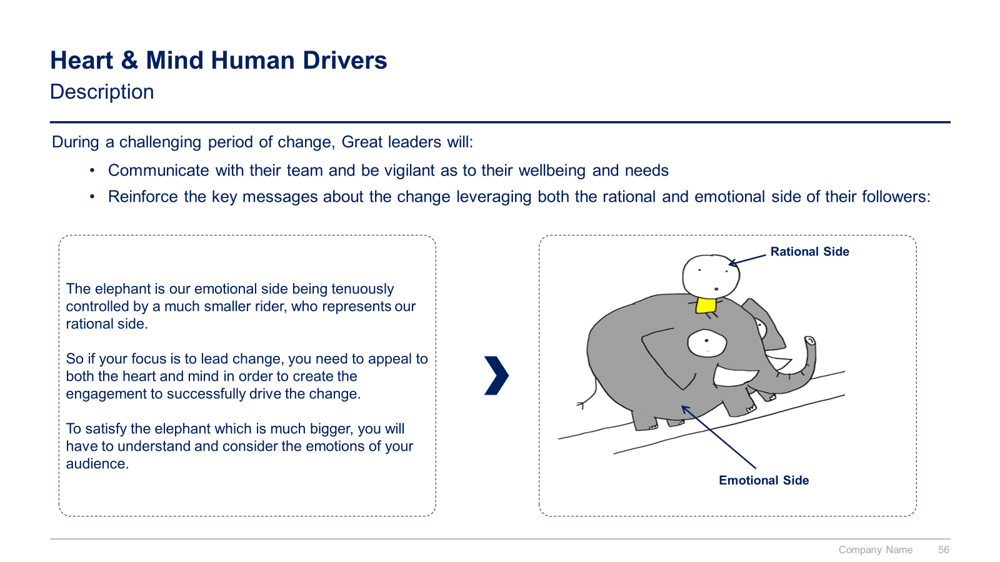 Heart & Mind Human Drivers
Description
During a challenging period of change, Great leaders will:
• Communicate with their team and be vigilant as to their wellbeing and needs
• Reinforce the key messages about the change leveraging both the rational and emotional side of their followers:
The elephant is our emotional side being tenuously
controlled by a much smaller rider, who represents our
rational side.
So if your focus is to lead change, you need to appeal to
both the heart and mind in order to create the
engagement to successfully drive the change.
To satisfy the elephant which is much bigger, you will
have to understand and consider the emotions of your
audience.
Rational Side
Emotional Side
Company Name 56